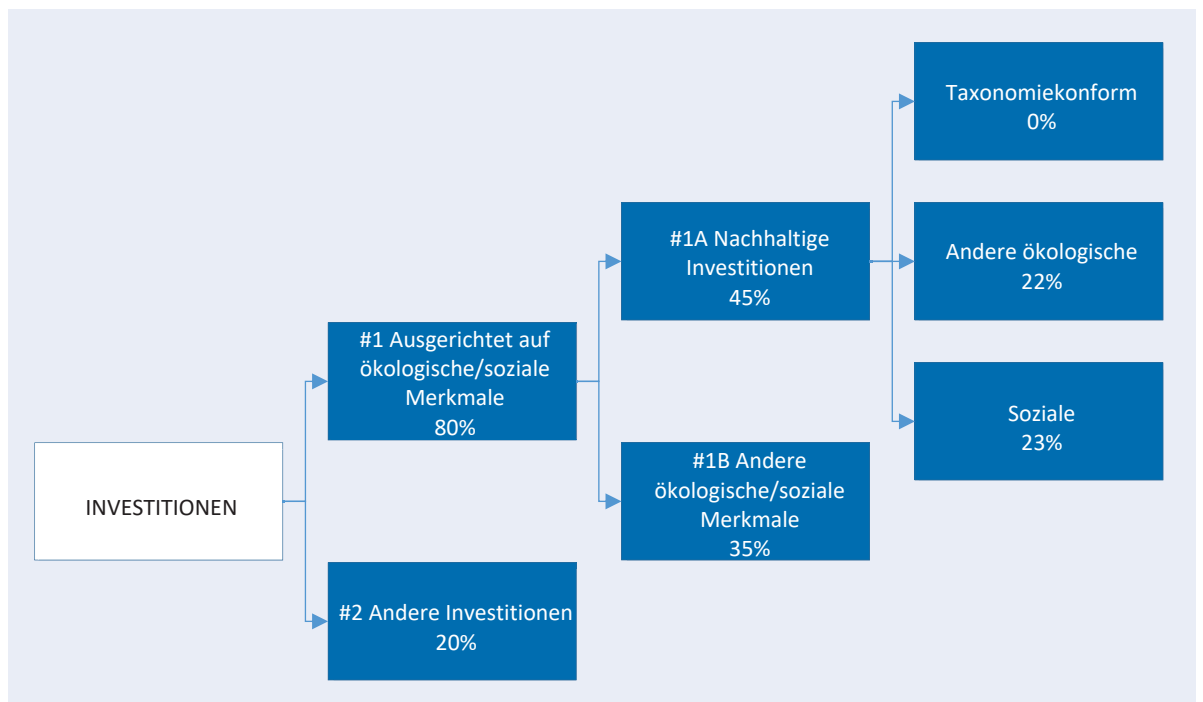 INVESTITIONEN
#1 Ausgerichtet auf
ökologische/soziale
Merkmale
80%
#2 Andere Investitionen
20%
#1A Nachhaltige
Investitionen
45%
#1B Andere
ökologische/soziale
Merkmale
35%
Taxonomiekonform
0%
Andere ökologische
22%
Soziale
23%